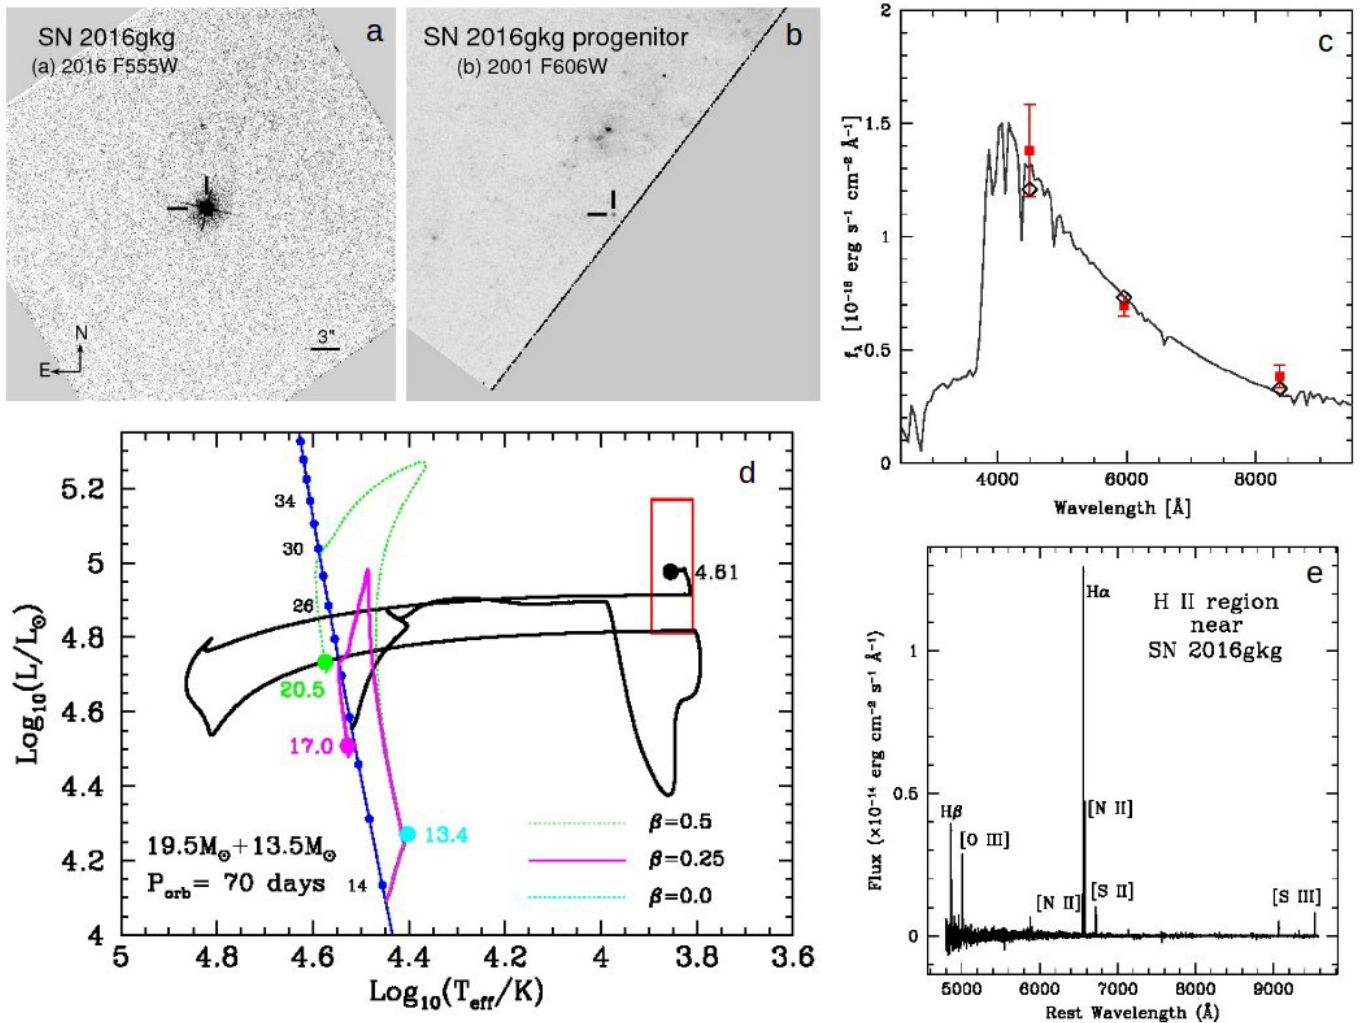 SN 2016gkg
a
(a) 2016 F555W
N
E
3"
SN 2016gkg progenitor
b
(b) 2001 F606W
c
2
1.5
1
0.5
0
f_λ [10⁻¹⁸ erg s⁻¹ cm⁻² Å⁻¹]
4000
6000
8000
Wavelength [Å]
d
5.2
5
4.8
4.6
4.4
4.2
4
Log₁₀(L/L⊙)
34
30
26
14
4.61
20.5
17.0
13.4
β=0.5
β=0.25
β=0.0
19.5M⊙+13.5M⊙
P_orb= 70 days
5
4.8
4.6
4.4
4.2
4
3.8
3.6
Log₁₀(T_eff/K)
e
H II region
near
SN 2016gkg
Hα
Hβ
[O III]
[N II]
[N II]
[S II]
[S III]
1
0.5
0
Flux (×10⁻¹⁴ erg cm⁻² s⁻¹ Å⁻¹)
5000
6000
7000
8000
9000
Rest Wavelength (Å)